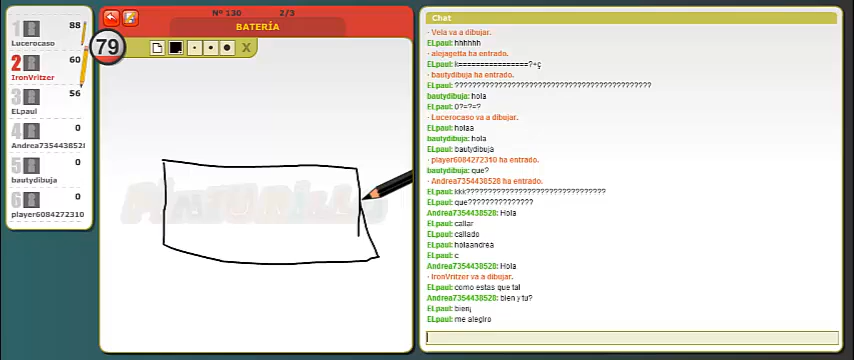 1
88
Lucerocaso
2
60
IronVritzer
3
56
ELpaul
4
0
Andrea73544385
5
0
bautydibuja
6
0
player6084272310
79
Nº 130
2/3
BATERÍA
X
PINTURILLO
Chat
· Vela va a dibujar.
ELpaul: hhhhhh
· alejagetta ha entrado.
ELpaul: k================?+ç
· bautydibuja ha entrado.
ELpaul: ?????????????????????????????????????????????
bautydibuja: hola
ELpaul: 0?=?=?
· Lucerocaso va a dibujar.
ELpaul: holaa
bautydibuja: hola
ELpaul: bautydibuja
· player6084272310 ha entrado.
bautydibuja: que?
· Andrea7354438528 ha entrado.
ELpaul: kkk????????????????????????????????
ELpaul: que???????????????
Andrea7354438528: Hola
ELpaul: callar
ELpaul: callado
ELpaul: holaandrea
ELpaul: c
Andrea7354438528: Hola
· IronVritzer va a dibujar.
ELpaul: como estas que tal
Andrea7354438528: bien y tu?
ELpaul: bien¡
ELpaul: me alegiro